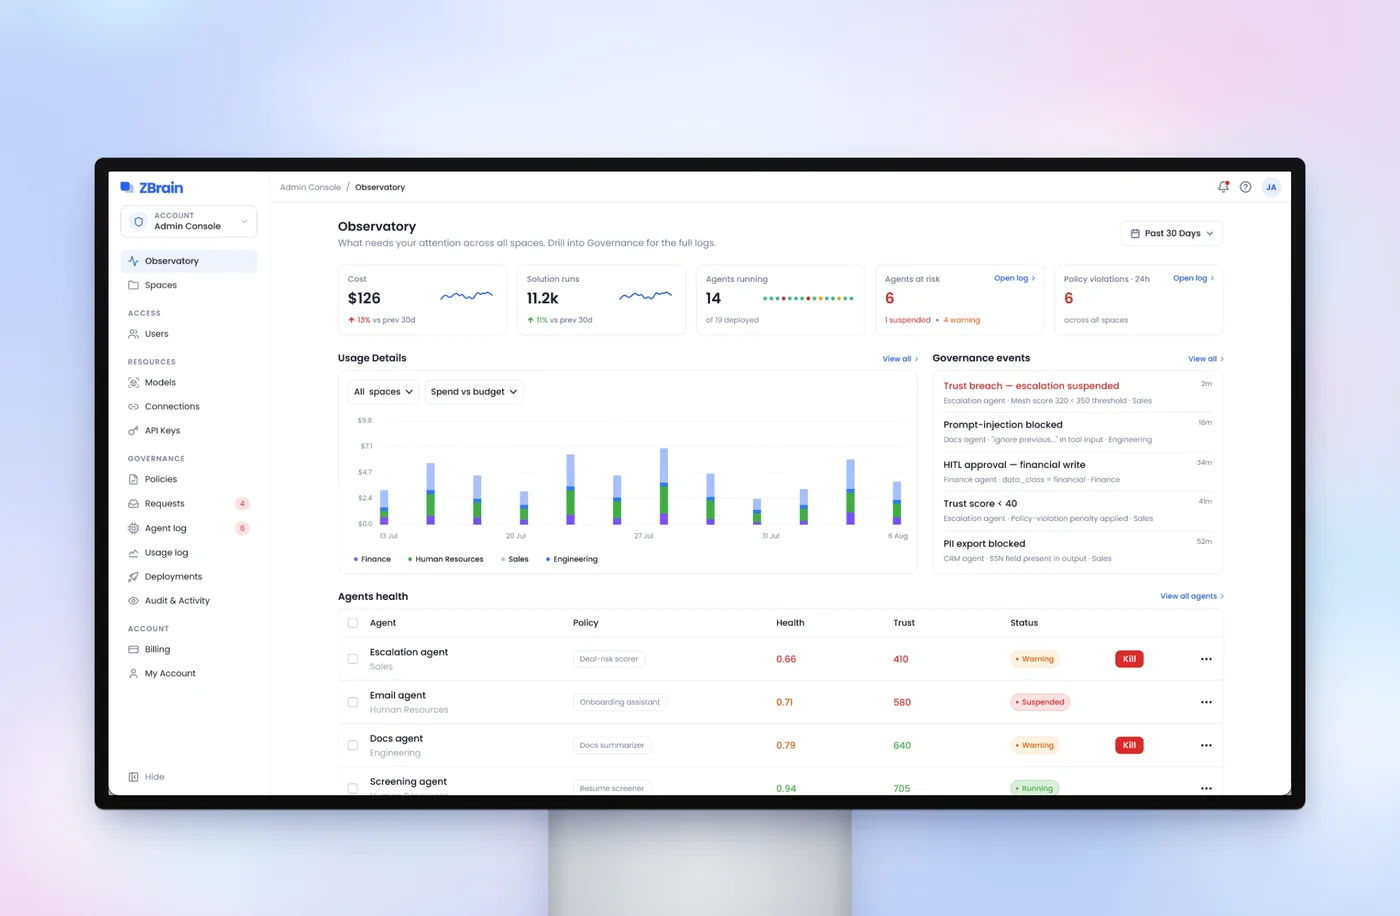 ZBrain
ACCOUNT
Admin Console
Observatory
Spaces
ACCESS
Users
RESOURCES
Models
Connections
API Keys
GOVERNANCE
Policies
Requests 4
Agent log 6
Usage log
Deployments
Audit & Activity
ACCOUNT
Billing
My Account
Hide
Admin Console / Observatory
JA
Observatory
What needs your attention across all spaces. Drill into Governance for the full logs.
Past 30 Days
Cost
$126
13% vs prev 30d
Solution runs
11.2k
11% vs prev 30d
Agents running
14
of 19 deployed
Agents at risk
Open log
6
1 suspended • 4 warning
Policy violations · 24h
Open log
6
across all spaces
Usage Details
View all
All spaces
Spend vs budget
$9.8
$7.1
$4.7
$2.4
$0.0
13 Jul 20 Jul 27 Jul 31 Jul 6 Aug
Finance Human Resources Sales Engineering
Governance events
View all
Trust breach — escalation suspended 2m
Escalation agent · Mesh score 320 < 350 threshold · Sales
Prompt-injection blocked 18m
Docs agent · "ignore previous..." in tool input · Engineering
HITL approval — financial write 34m
Finance agent · data_class = financial · Finance
Trust score < 40 41m
Escalation agent · Policy-violation penalty applied · Sales
PII export blocked 52m
CRM agent · SSN field present in output · Sales
Agents health
View all agents
Agent Policy Health Trust Status
Escalation agent
Sales
Deal-risk scorer 0.66 410 Warning Kill
Email agent
Human Resources
Onboarding assistant 0.71 580 Suspended
Docs agent
Engineering
Docs summarizer 0.79 640 Warning Kill
Screening agent
Human Resources
Resume screener 0.94 705 Running